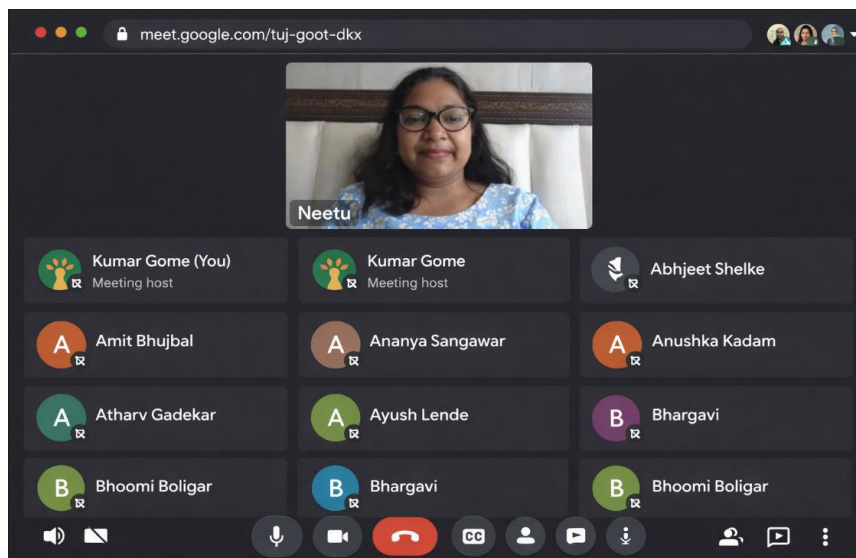 meet.google.com/tuj-goot-dkx
Neetu
Kumar Gome (You)
Meeting host
Kumar Gome
Meeting host
Abhjeet Shelke
A
Amit Bhujbal
A
Ananya Sangawar
A
Anushka Kadam
A
Atharv Gadekar
A
Ayush Lende
B
Bhargavi
B
Bhoomi Boligar
B
Bhargavi
B
Bhoomi Boligar
CC